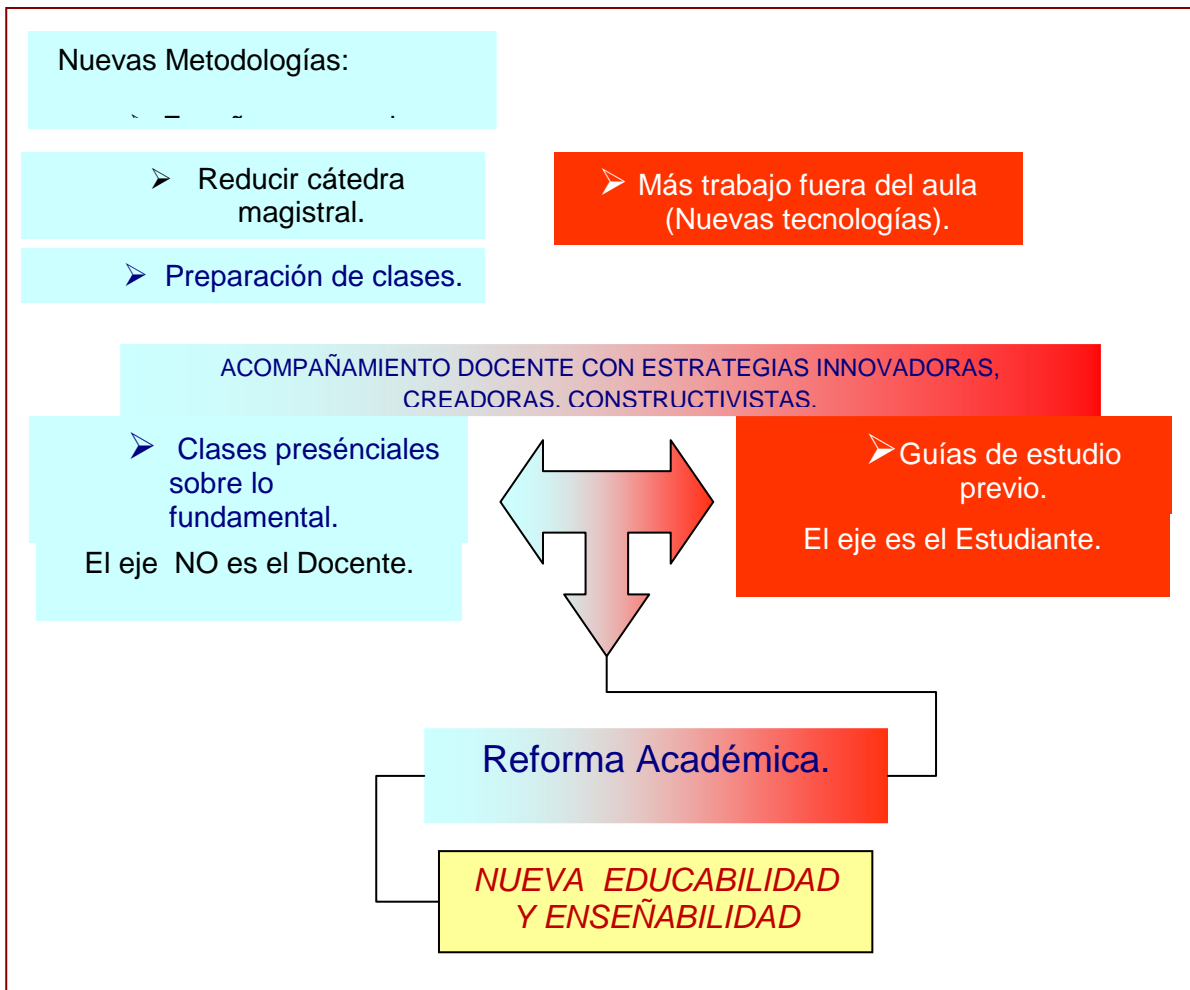 Nuevas Metodologías:
➢ Reducir cátedra
magistral.
➢ Más trabajo fuera del aula
(Nuevas tecnologías).
➢ Preparación de clases.
ACOMPAÑAMIENTO DOCENTE CON ESTRATEGIAS INNOVADORAS,
CREADORAS, CONSTRUCTIVISTAS.
➢ Clases presénciales
sobre lo
fundamental.
El eje NO es el Docente.
➢ Guías de estudio
previo.
El eje es el Estudiante.
Reforma Académica.
NUEVA EDUCABILIDAD
Y ENSEÑABILIDAD